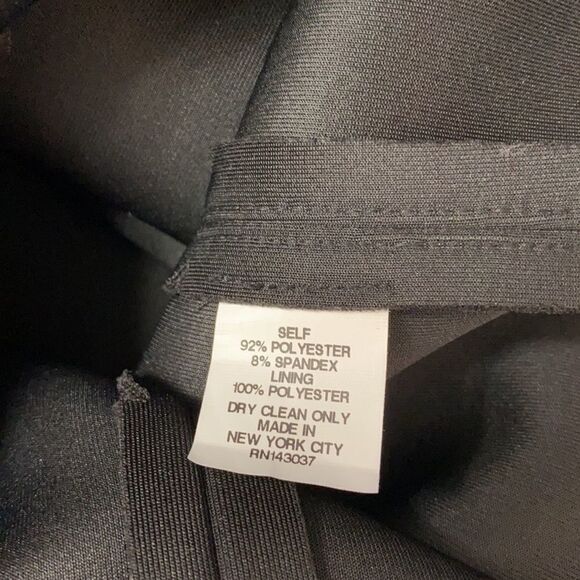 SELF
92% POLYESTER
8% SPANDEX
LINING
100% POLYESTER
DRY CLEAN ONLY
MADE IN
NEW YORK CITY
RN143037